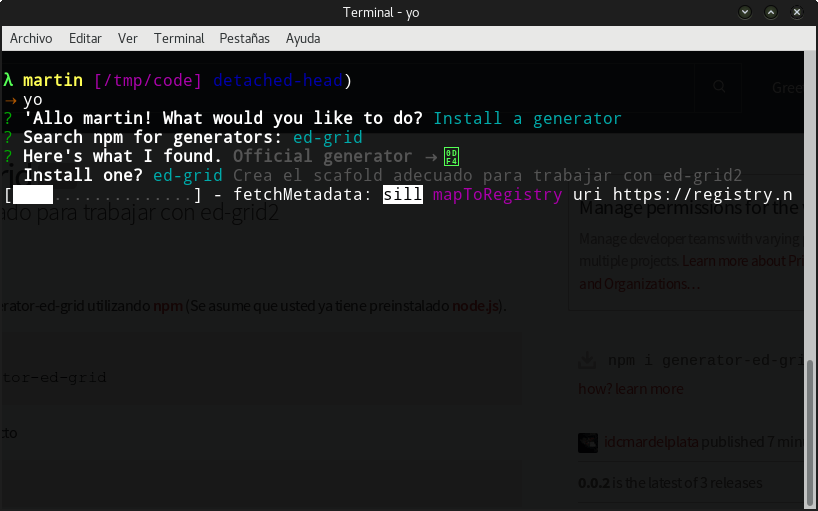 Terminal - yo
Archivo Editar Ver Terminal Pestañas Ayuda
λ martin [/tmp/code] detached-head)
→ yo
? 'Allo martin! What would you like to do? Install a generator
? Search npm for generators: ed-grid
? Here's what I found. Official generator →
Install one? ed-grid Crea el scafold adecuado para trabajar con ed-grid2
[ ..............] - fetchMetadata: sill mapToRegistry uri https://registry.n
para trabajar con ed-grid2
Manage permissions for the
Manage developer teams with varying
multiple projects. Learn more about
and Organizations…
erator-ed-grid utilizando npm (Se asume que usted ya tiene preinstalado node.js).
tor-ed-grid
npm i generator-ed-gri
how? learn more
cto
idcmardelplata published 7 min
0.0.2 is the latest of 3 releases